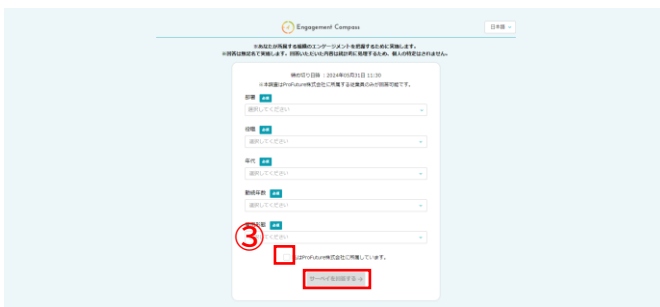 Engagement Compass
日本語
※あなたが所属する組織のエンゲージメントを把握するために実施します。
※回答は無記名で実施します。回答いただいた内容は統計的に処理するため、個人の特定はされません。
締め切り日時 : 2024年05月31日 11:30
※本調査はProFuture株式会社に所属する従業員のみが回答可能です。
部署 必須
選択してください
役職 必須
選択してください
年代 必須
選択してください
勤続年数 必須
選択してください
必須
してください
③
はProFuture株式会社に所属しています。
サーベイを回答する →